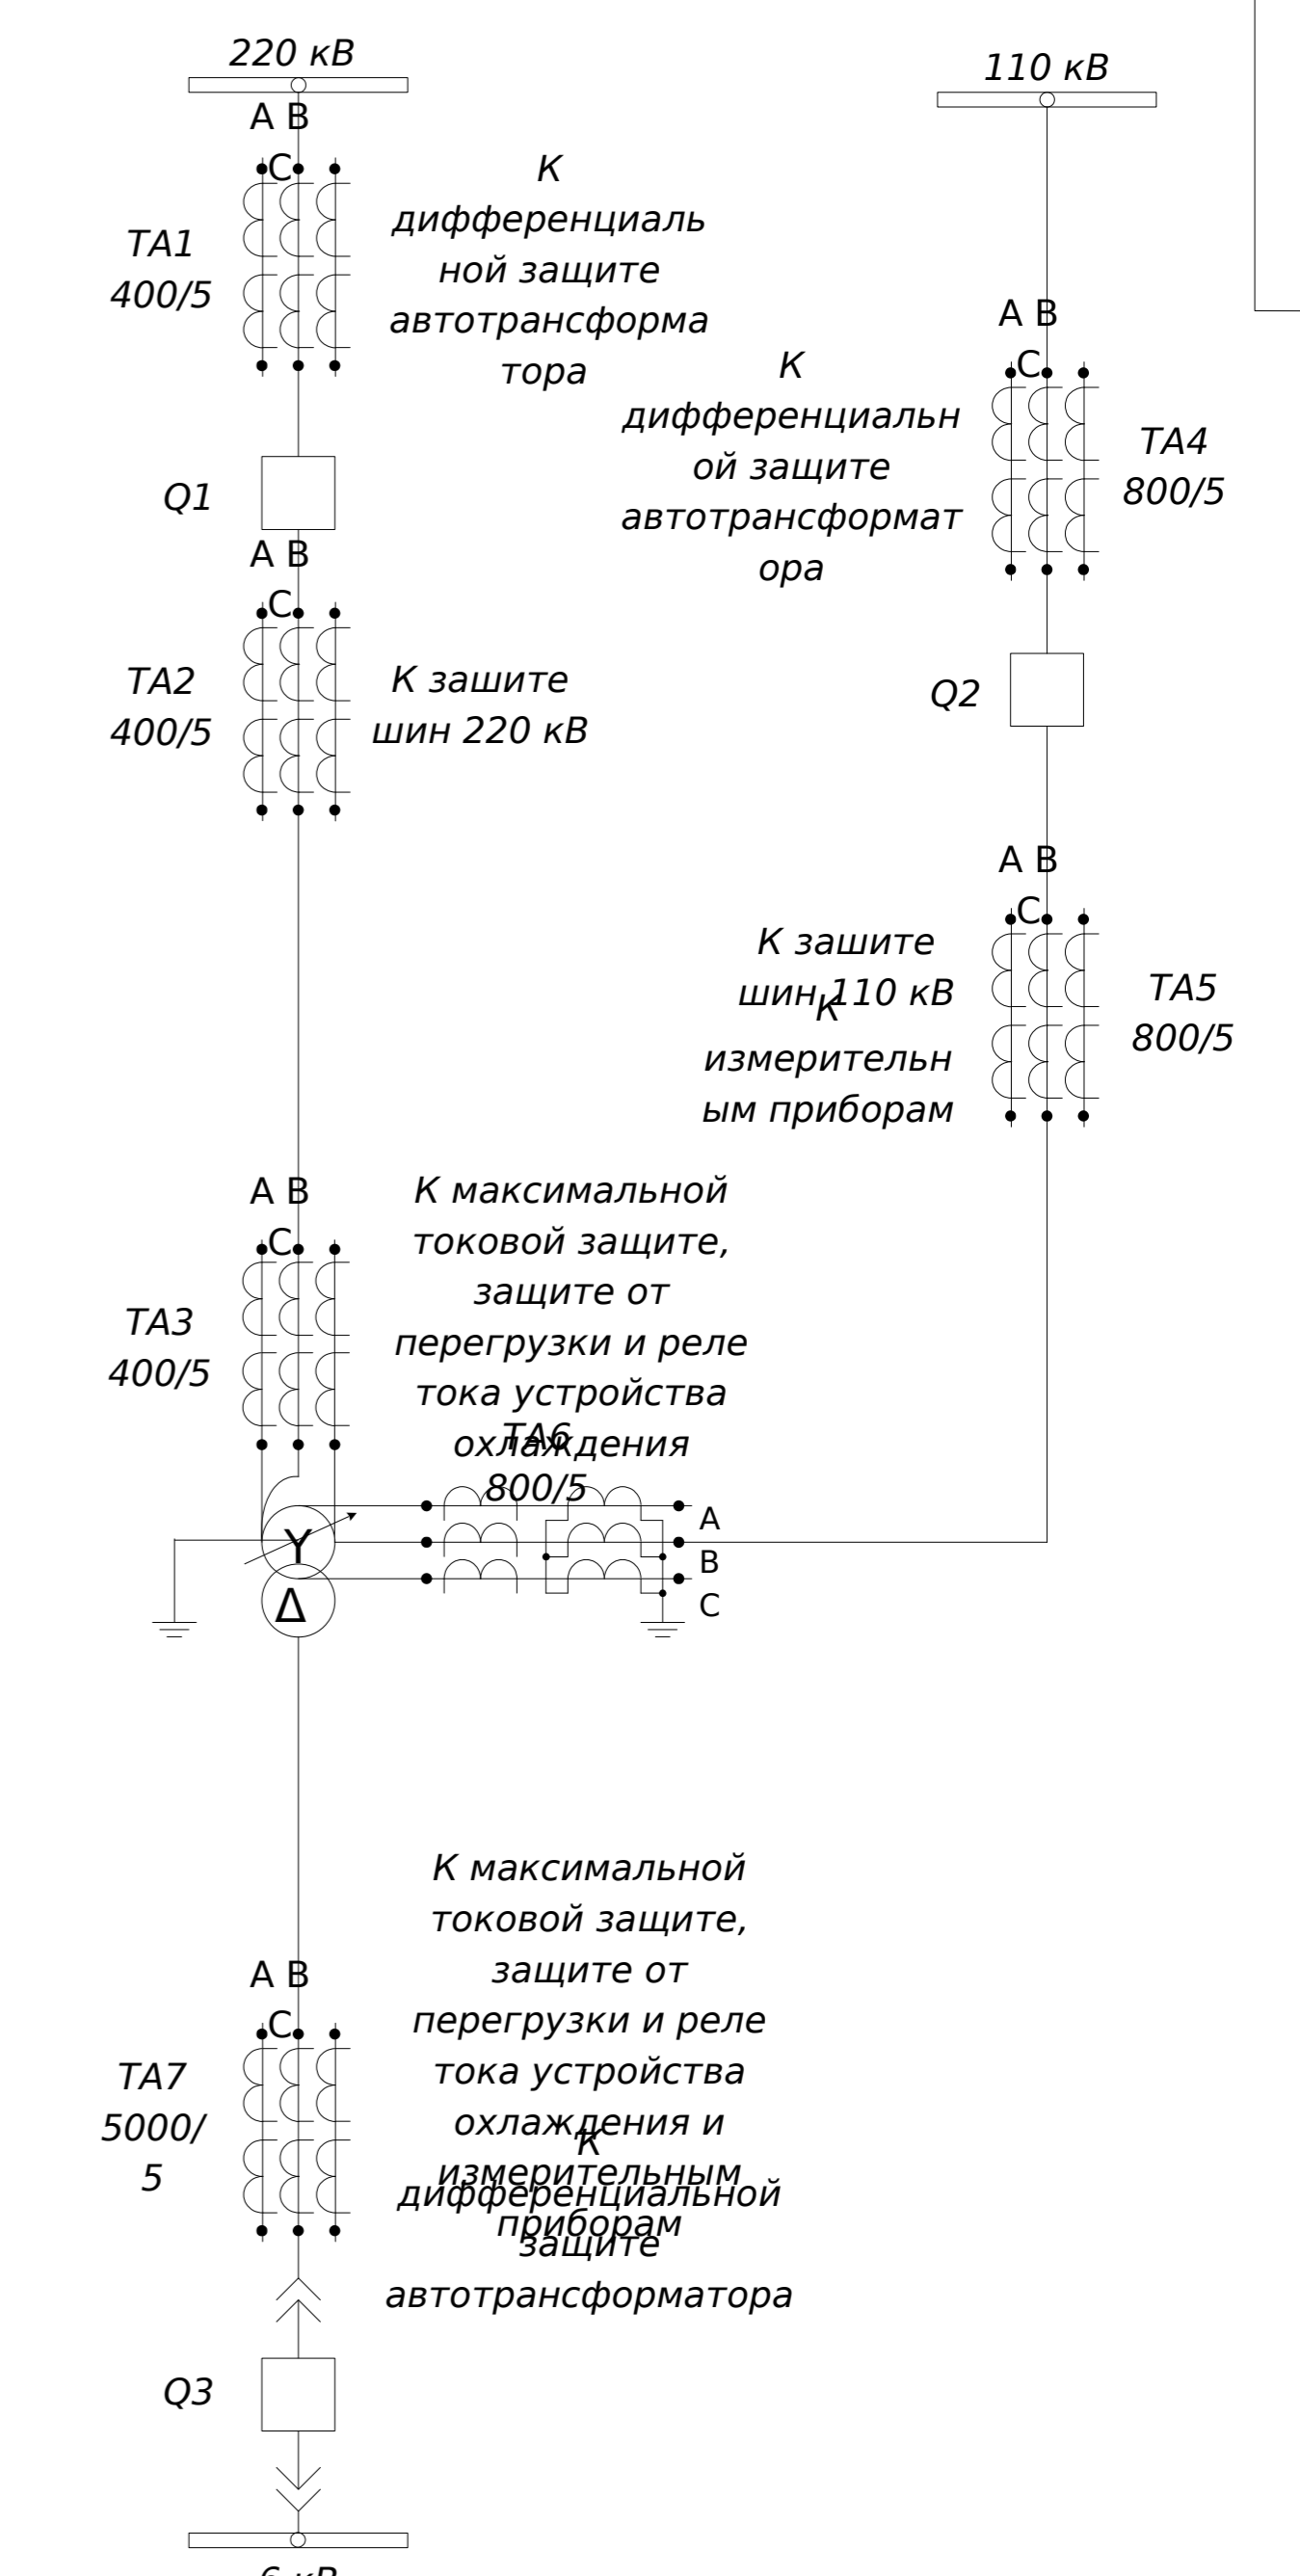 220 кВ
110 кВ
A B
C
К
дифференциаль
ной защите
автотрансформа
тора
TA1
400/5
A B
C
К
дифференциальн
ой защите
автотрансформат
ора
TA4
800/5
Q1
A B
C
TA2
400/5
К зашите
шин 220 кВ
Q2
A B
C
К зашите
шин 110 кВ
К
измерительн
ым приборам
TA5
800/5
A B
C
TA3
400/5
К максимальной
токовой защите,
защите от
перегрузки и реле
тока устройства
охлаждения
TA6
800/5
A
B
C
Y
Δ
К максимальной
токовой защите,
защите от
перегрузки и реле
тока устройства
охлаждения и
измерительным
приборам
A B
C
TA7
5000/
5
К
дифференциальной
защите
автотрансформатора
Q3
6 кВ